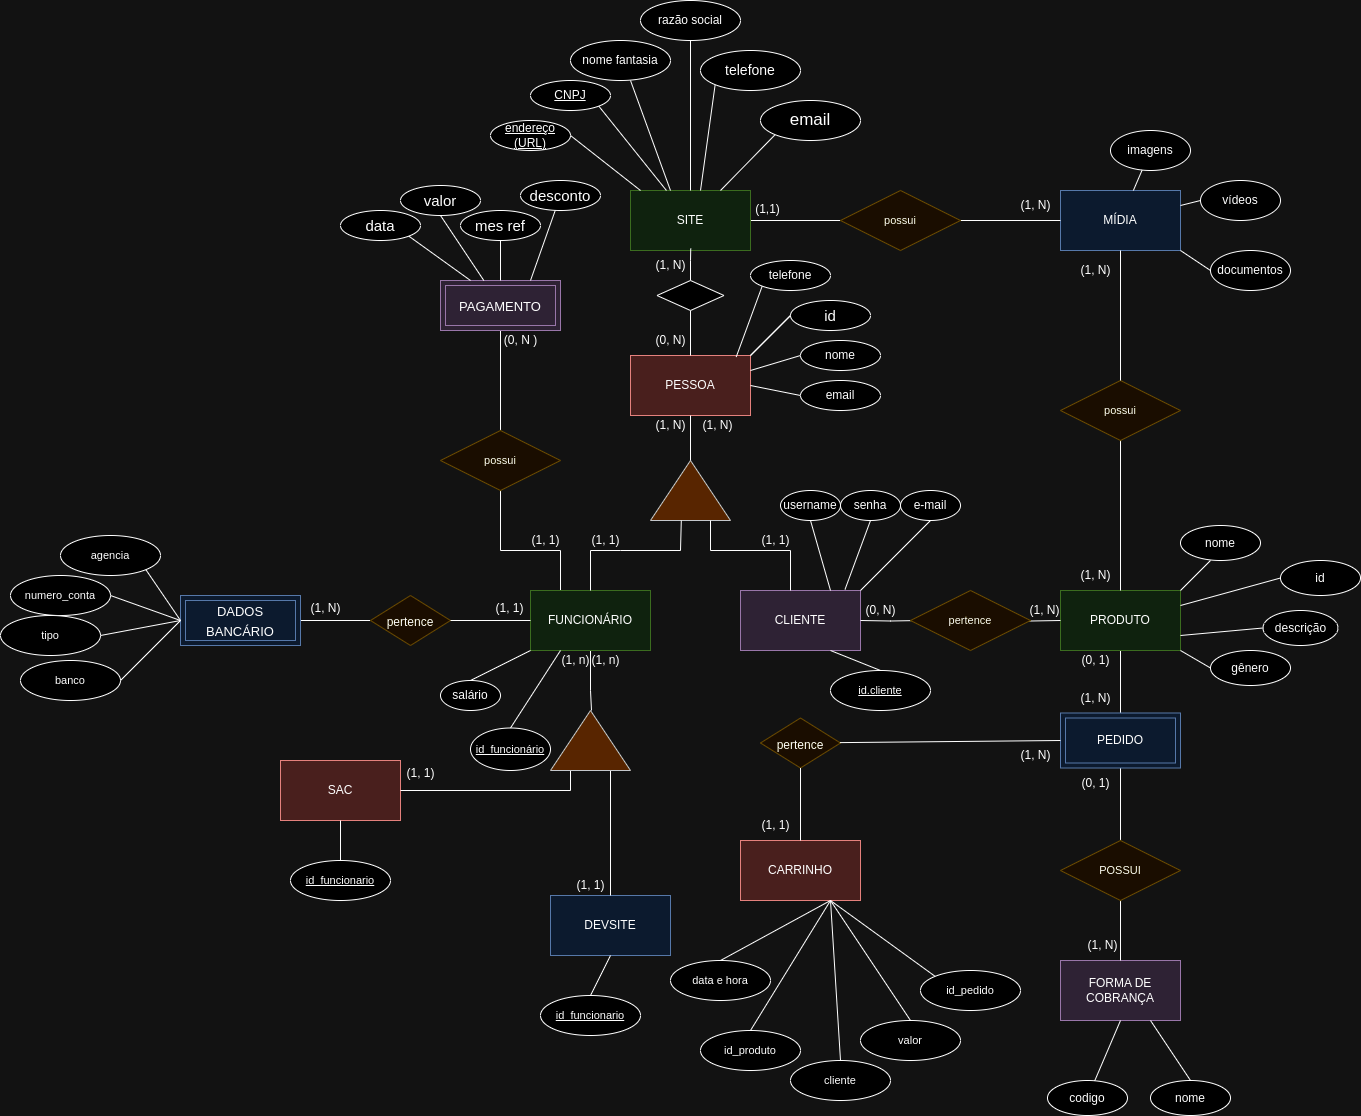 razão social
nome fantasia
telefone
CNPJ
email
endereço
(URL)
imagens
vídeos
documentos
desconto
valor
data
mes ref
SITE
(1,1)
possui
(1, N)
MÍDIA
(1, N)
(1, N)
telefone
id
nome
email
PAGAMENTO
(0, N )
(0, N)
PESSOA
(1, N)
(1, N)
possui
possui
username
senha
e-mail
(1, 1)
(1, 1)
(1, 1)
(1, N)
nome
id
descrição
gênero
agencia
numero_conta
tipo
banco
DADOS
BANCÁRIO
(1, N)
pertence
(1, 1)
FUNCIONÁRIO
CLIENTE
(0, N)
pertence
(1, N)
PRODUTO
(1, n)
(1, n)
(0, 1)
salário
id_funcionário
id.cliente
(1, N)
pertence
PEDIDO
(1, N)
(0, 1)
SAC
(1, 1)
id_funcionario
(1, 1)
CARRINHO
POSSUI
(1, 1)
DEVSITE
id_funcionario
(1, N)
FORMA DE
COBRANÇA
data e hora
id_pedido
id_produto
valor
cliente
codigo
nome